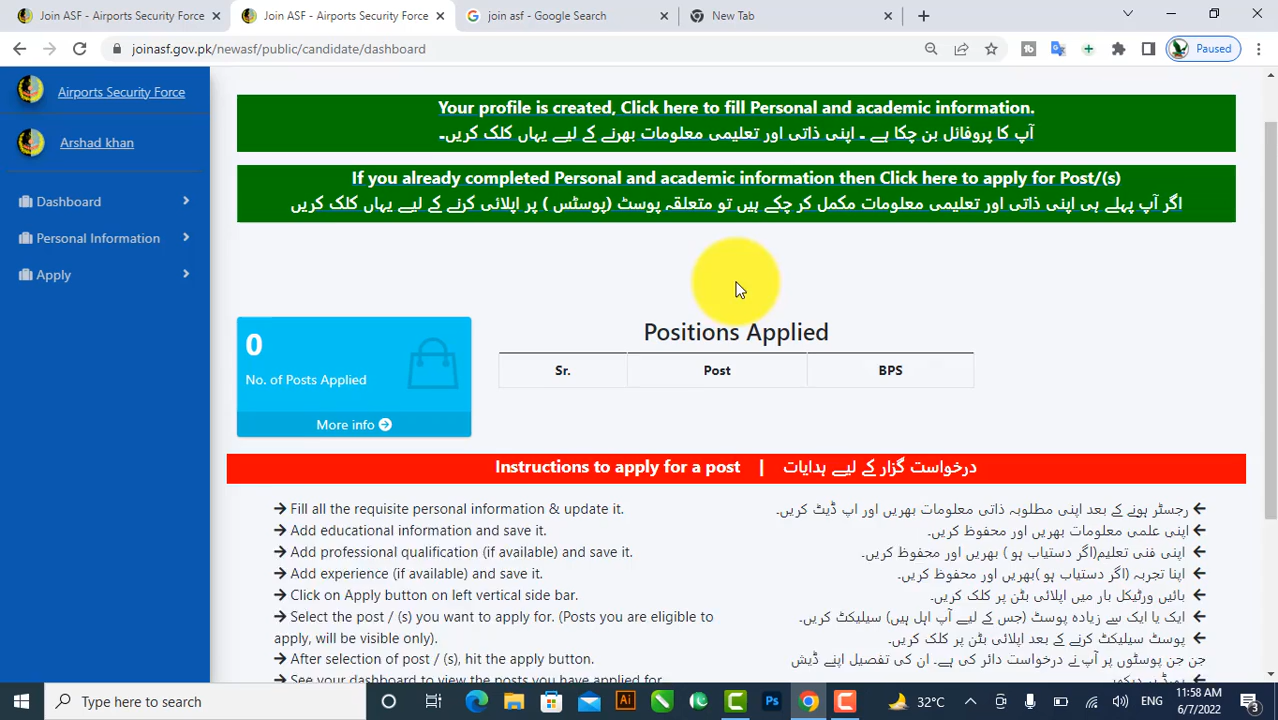 Join ASF - Airports Security Force
Join ASF - Airports Security Force
join asf - Google Search
New Tab
joinasf.gov.pk/newasf/public/candidate/dashboard
Paused
Airports Security Force
Arshad khan
Dashboard
Personal Information
Apply
Your profile is created, Click here to fill Personal and academic information.
آپ کا پروفائل بن چکا ہے ۔ اپنی ذاتی اور تعلیمی معلومات بھرنے کے لیے یہاں کلک کریں۔
If you already completed Personal and academic information then Click here to apply for Post/(s)
اگر آپ پہلے ہی اپنی ذاتی اور تعلیمی معلومات مکمل کر چکے ہیں تو متعلقہ پوسٹ (پوسٹس ) پر اپلائی کرنے کے لیے یہاں کلک کریں
0
No. of Posts Applied
More info
Positions Applied
Sr. Post BPS
Instructions to apply for a post | درخواست گزار کے لیے ہدایات
Fill all the requisite personal information & update it.
Add educational information and save it.
Add professional qualification (if available) and save it.
Add experience (if available) and save it.
Click on Apply button on left vertical side bar.
Select the post / (s) you want to apply for. (Posts you are eligible to
apply, will be visible only).
After selection of post / (s), hit the apply button.
See your dashboard to view the posts you have applied for.
رجسٹر ہونے کے بعد اپنی مطلوبہ ذاتی معلومات بھریں اور اپ ڈیٹ کریں۔
اپنی علمی معلومات بھریں اور محفوظ کریں۔
اپنی فنی تعلیم(اگر دستیاب ہو ) بھریں اور محفوظ کریں۔
اپنا تجربہ (اگر دستیاب ہو )بھریں اور محفوظ کریں۔
بائیں ورٹیکل بار میں اپلائی بٹن پر کلک کریں۔
ایک یا ایک سے زیادہ پوسٹ (جس کے لیے آپ اہل ہیں) سیلیکٹ کریں۔
پوسٹ سیلیکٹ کرنے کے بعد اپلائی بٹن پر کلک کریں۔
جن جن پوسٹوں پر آپ نے درخواست دائر کی ہے۔ ان کی تفصیل اپنے ڈیش
Type here to search
32°C
ENG
11:58 AM
6/7/2022
3